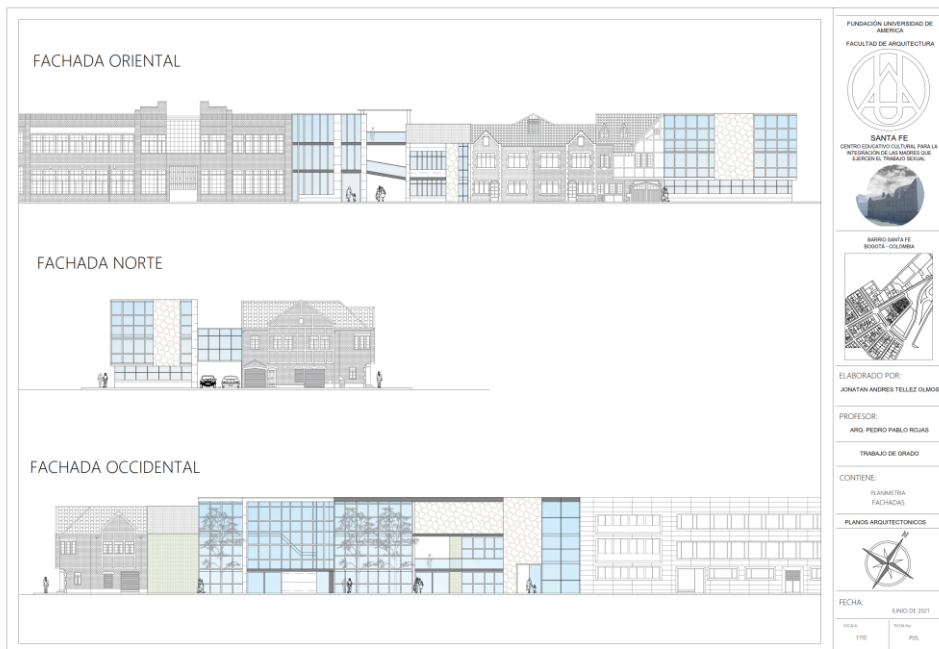 FACHADA ORIENTAL
FACHADA NORTE
FACHADA OCCIDENTAL
FUNDACIÓN UNIVERSIDAD DE
AMERICA
FACULTAD DE ARQUITECTURA
SANTA FE
CENTRO EDUCATIVO CULTURAL PARA LA
INTEGRACIÓN DE LAS MADRES QUE
EJERCEN EL TRABAJO SEXUAL
BARRIO SANTA FE
BOGOTÁ - COLOMBIA
ELABORADO POR:
JONATAN ANDRES TELLEZ OLMOS
PROFESOR:
ARQ. PEDRO PABLO ROJAS
TRABAJO DE GRADO
CONTIENE:
PLANIMETRIA
FACHADAS
PLANOS ARQUITECTONICOS
N
FECHA:
JUNIO DE 2021
ESCALA
P05